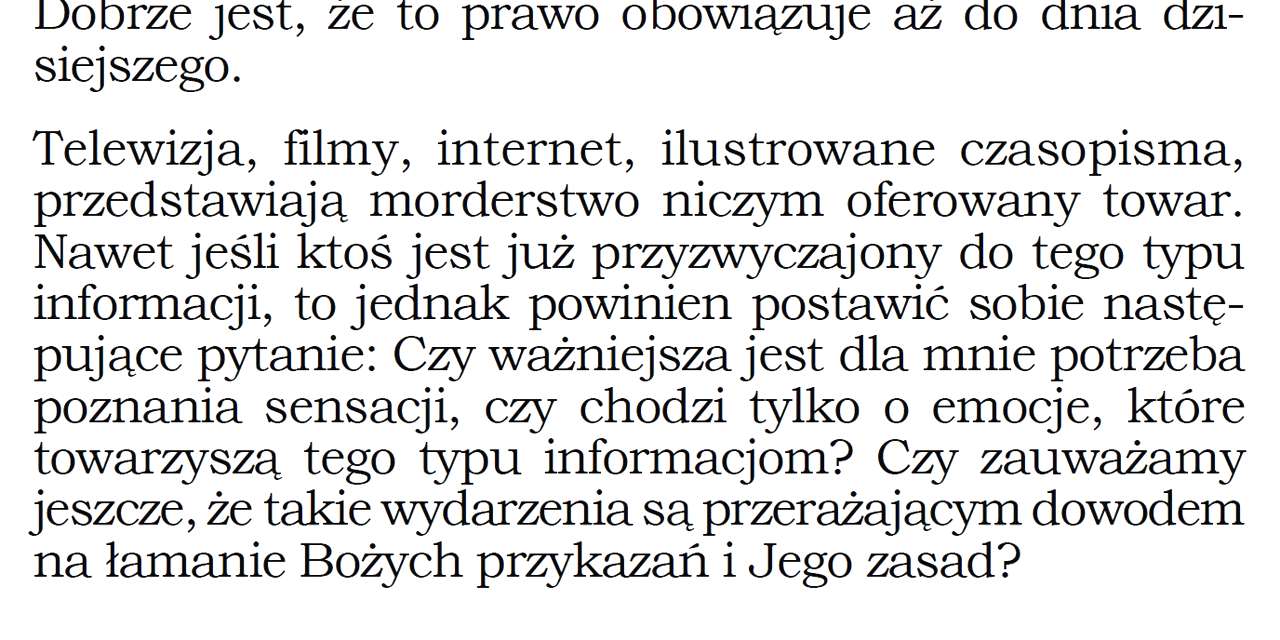 Dobrze jest, że to prawo obowiązuje aż do dnia dzi-
siejszego.
Telewizja, filmy, internet, ilustrowane czasopisma,
przedstawiają morderstwo niczym oferowany towar.
Nawet jeśli ktoś jest już przyzwyczajony do tego typu
informacji, to jednak powinien postawić sobie nastę-
pujące pytanie: Czy ważniejsza jest dla mnie potrzeba
poznania sensacji, czy chodzi tylko o emocje, które
towarzyszą tego typu informacjom? Czy zauważamy
jeszcze, że takie wydarzenia są przerażającym dowodem
na łamanie Bożych przykazań i Jego zasad?